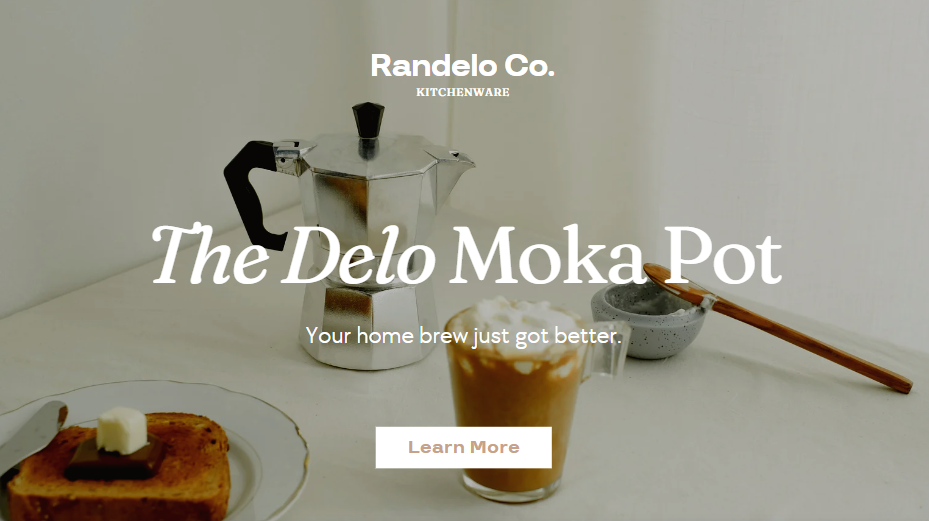 Randelo Co.
KITCHENWARE
The Delo Moka Pot
Your home brew just got better.
Learn More